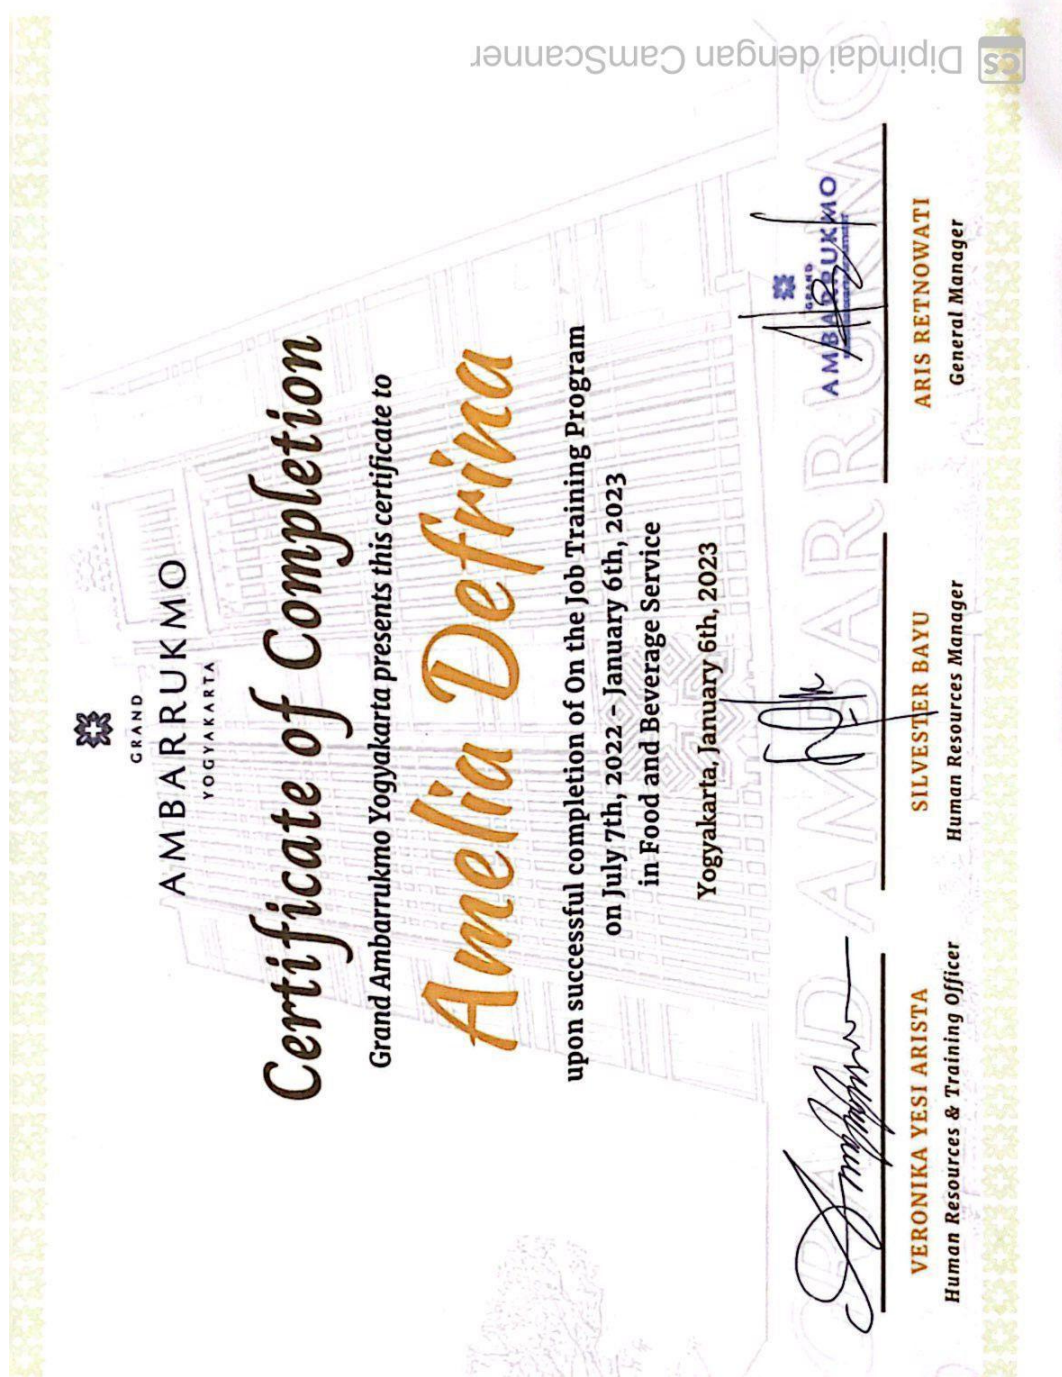 GRAND
AMBARRUKMO
YOGYAKARTA
Certificate of Completion
Grand Ambarrukmo Yogyakarta presents this certificate to
Amelia Defrina
upon successful completion of On the Job Training Program
on July 7th, 2022 - January 6th, 2023
in Food and Beverage Service
Yogyakarta, January 6th, 2023
GRAND AMBARRUKMO
GRAND
AMBARRUKMO
VERONIKA YESI ARISTA
Human Resources & Training Officer
SILVESTER BAYU
Human Resources Manager
ARIS RETNOWATI
General Manager
CS Dipindai dengan CamScanner